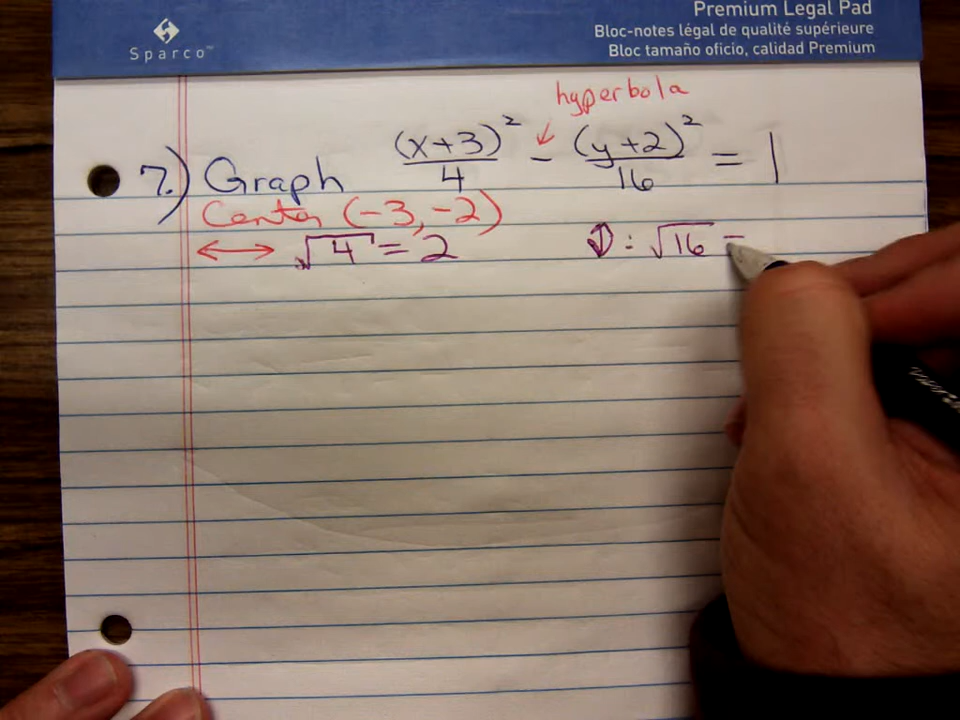 Premium Legal Pad
Bloc-notes légal de qualité supérieure
Bloc tamaño oficio, calidad Premium
Sparco™
hyperbola
7.) Graph (x+3)²/4 - (y+2)²/16 = 1
Center (-3, -2)
↔ √4 = 2 ↕ : √16 =